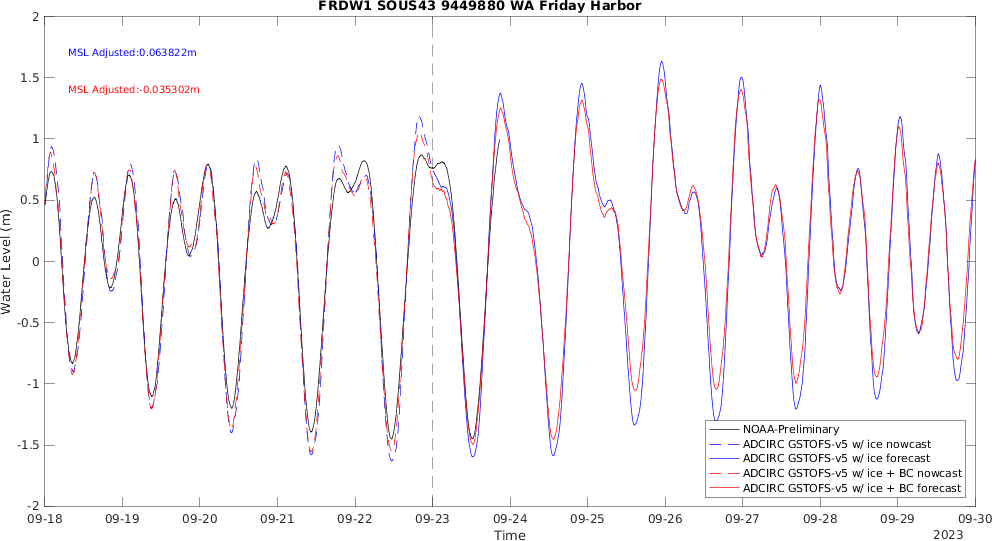 FRDW1 SOUS43 9449880 WA Friday Harbor
MSL Adjusted:0.063822m
MSL Adjusted:-0.035302m
Water Level (m)
2
1.5
1
0.5
0
-0.5
-1
-1.5
-2
NOAA-Preliminary
ADCIRC GSTOFS-v5 w/ ice nowcast
ADCIRC GSTOFS-v5 w/ ice forecast
ADCIRC GSTOFS-v5 w/ ice + BC nowcast
ADCIRC GSTOFS-v5 w/ ice + BC forecast
09-18 09-19 09-20 09-21 09-22 09-23 09-24 09-25 09-26 09-27 09-28 09-29 09-30
Time
2023